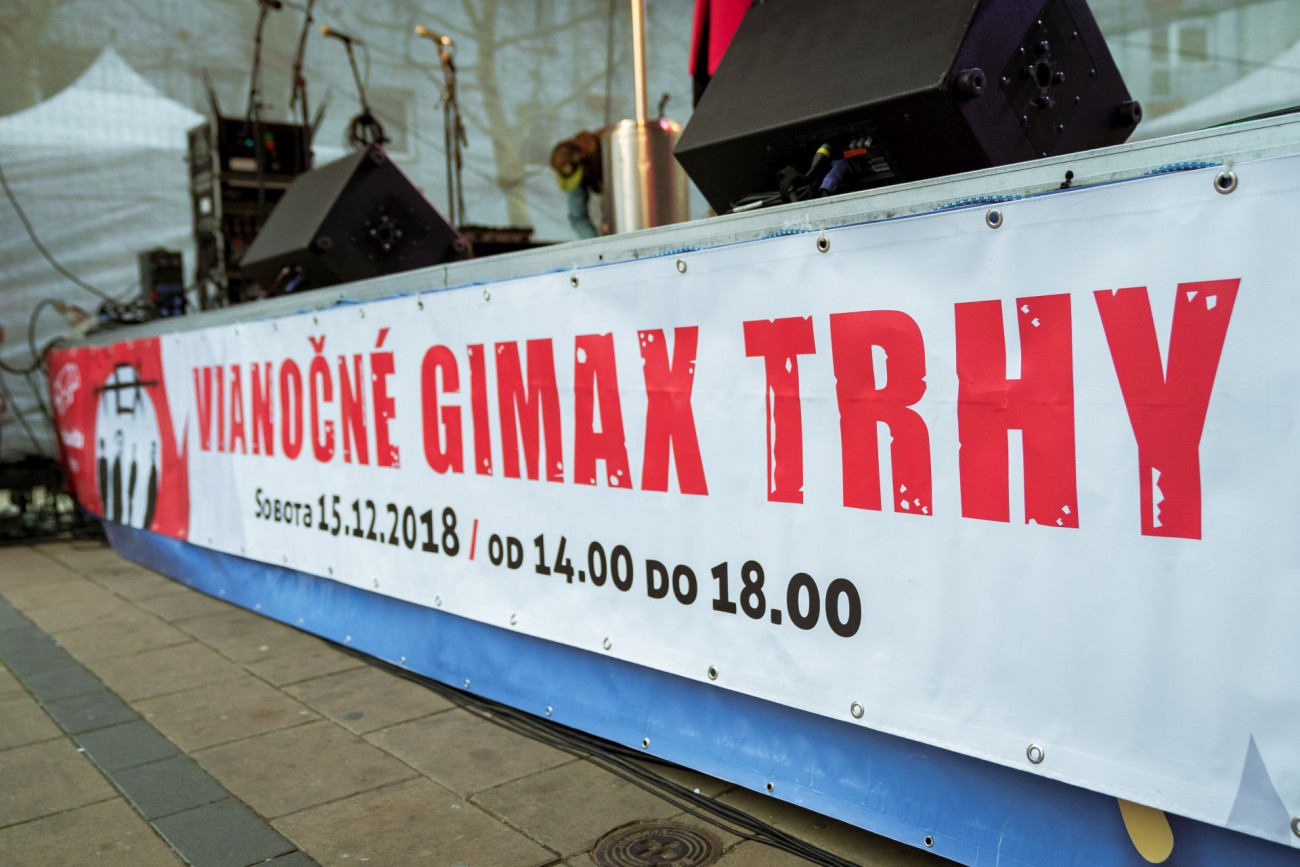 VIANOČNÉ GIMAX TRHY
Sobota 15.12.2018 / OD 14.00 DO 18.00